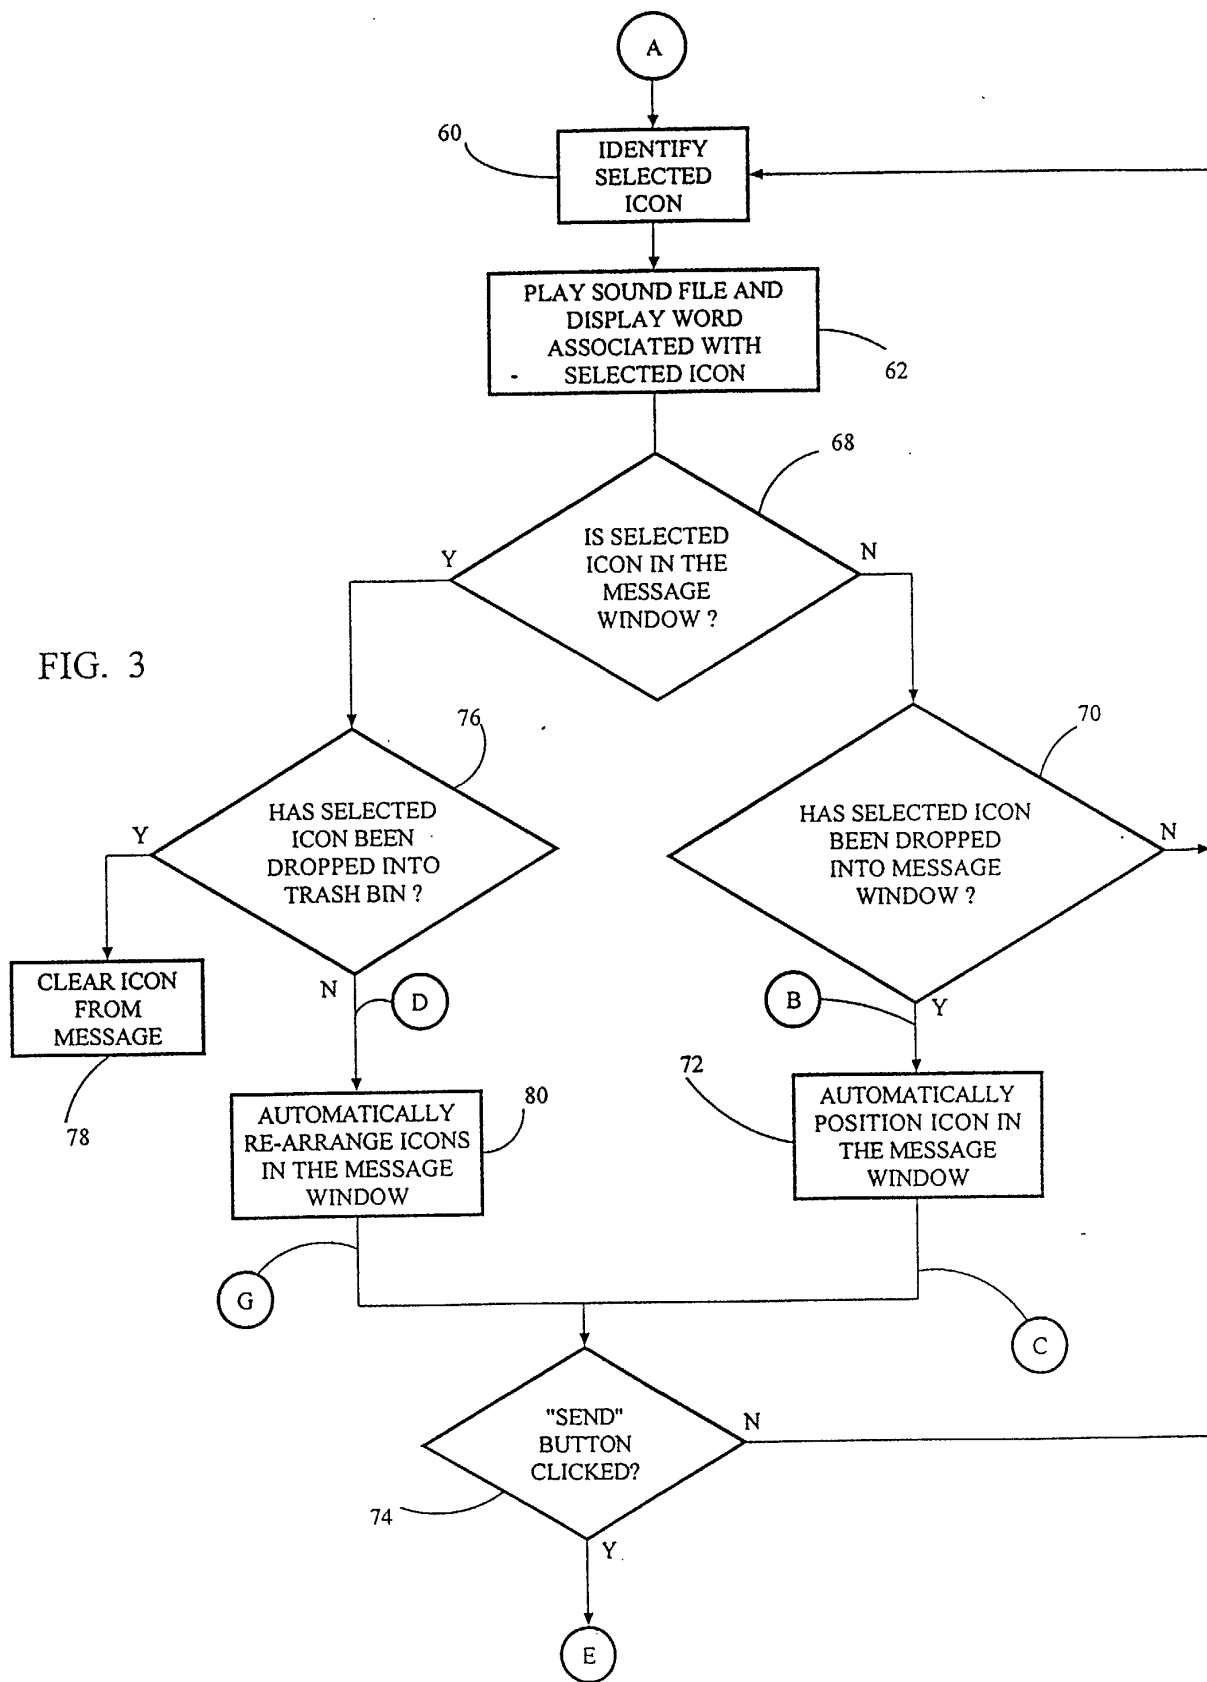 A
60
IDENTIFY
SELECTED
ICON
PLAY SOUND FILE AND
DISPLAY WORD
ASSOCIATED WITH
SELECTED ICON
62
68
IS SELECTED
ICON IN THE
MESSAGE
WINDOW ?
Y
N
FIG. 3
76
HAS SELECTED
ICON BEEN
DROPPED INTO
TRASH BIN ?
Y
N
70
HAS SELECTED ICON
BEEN DROPPED
INTO MESSAGE
WINDOW ?
N
Y
CLEAR ICON
FROM
MESSAGE
78
D
B
80
AUTOMATICALLY
RE-ARRANGE ICONS
IN THE MESSAGE
WINDOW
72
AUTOMATICALLY
POSITION ICON IN
THE MESSAGE
WINDOW
G
C
"SEND"
BUTTON
CLICKED?
N
74
Y
E